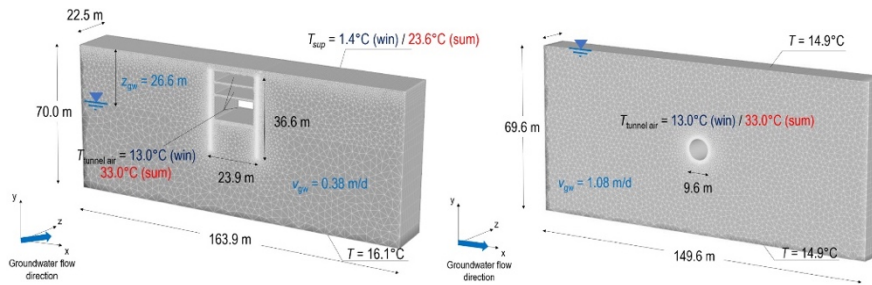 22.5 m
T_sup = 1.4°C (win) / 23.6°C (sum)
z_gw = 26.6 m
70.0 m
36.6 m
T_tunnel air = 13.0°C (win)
33.0°C (sum)
23.9 m
v_gw = 0.38 m/d
y
z
x
Groundwater flow
direction
163.9 m
T = 16.1°C
T = 14.9°C
69.6 m
T_tunnel air = 13.0°C (win) / 33.0°C (sum)
9.6 m
v_gw = 1.08 m/d
y
z
x
Groundwater flow
direction
149.6 m
T = 14.9°C